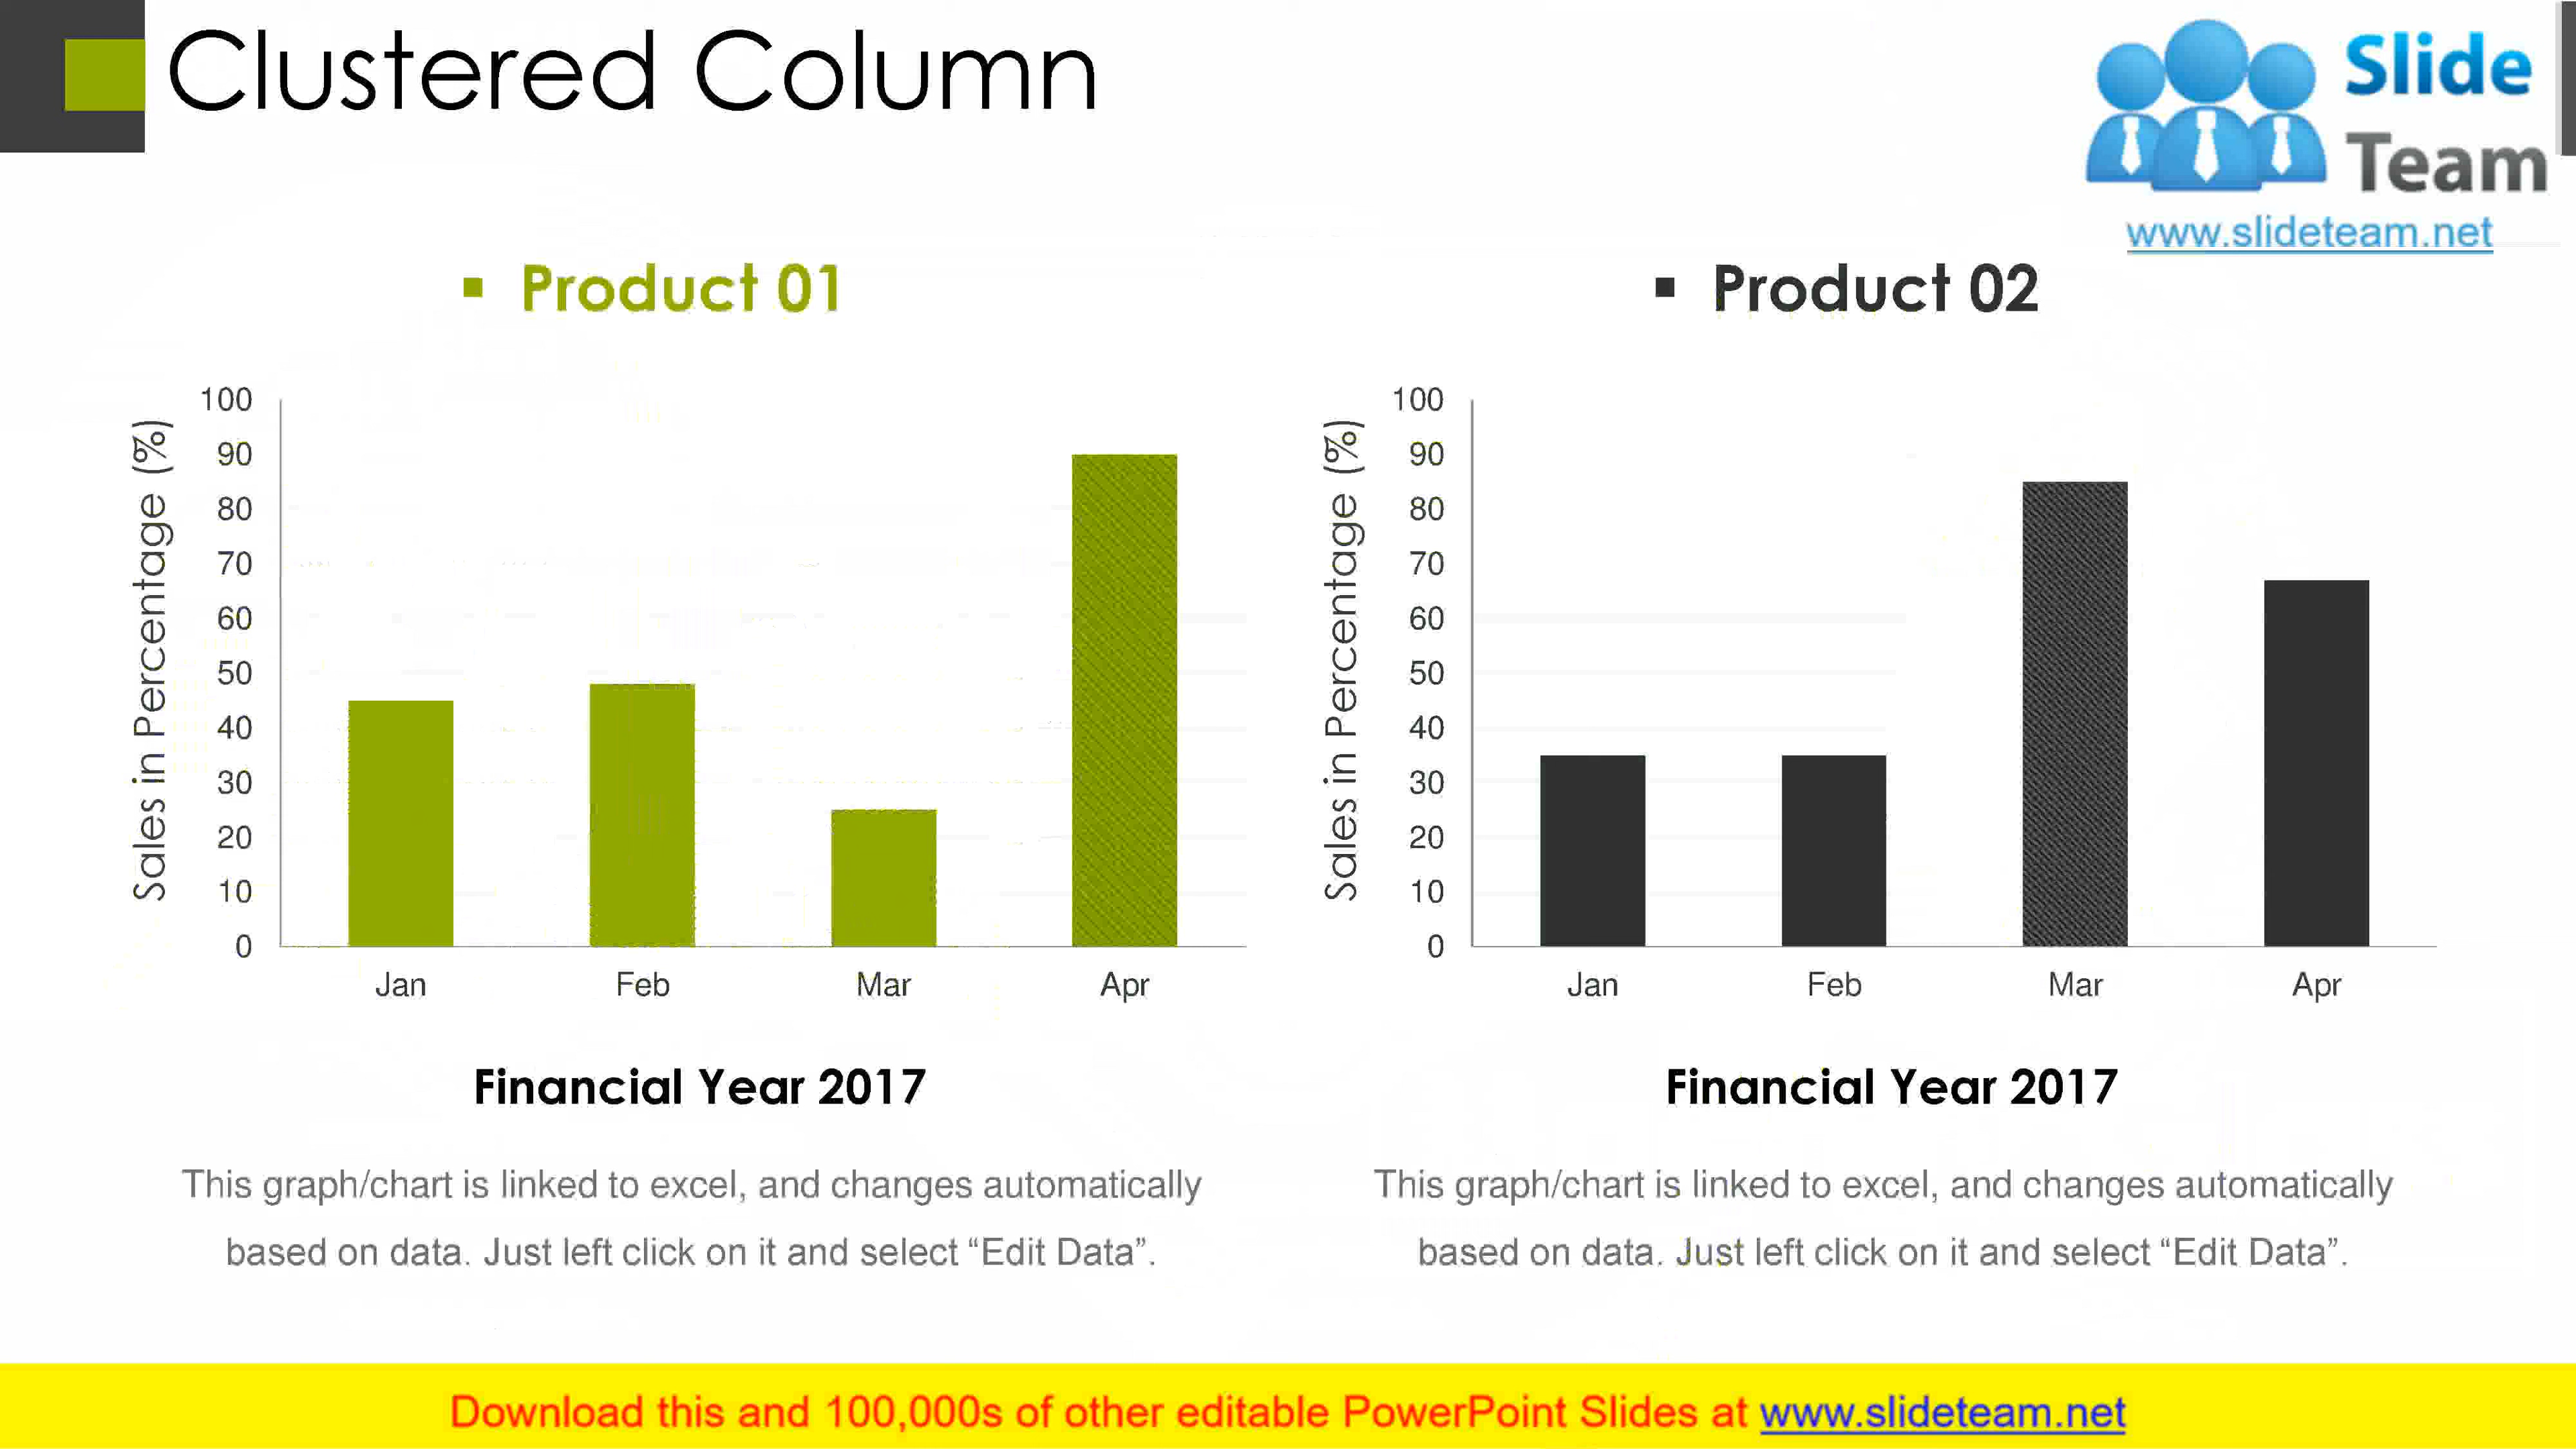 Clustered Column
Slide
Team
www.slideteam.net
▪ Product 01
Sales in Percentage (%)
100
90
80
70
60
50
40
30
20
10
0
Jan Feb Mar Apr
Financial Year 2017
This graph/chart is linked to excel, and changes automatically
based on data. Just left click on it and select “Edit Data”.
▪ Product 02
Sales in Percentage (%)
100
90
80
70
60
50
40
30
20
10
0
Jan Feb Mar Apr
Financial Year 2017
This graph/chart is linked to excel, and changes automatically
based on data. Just left click on it and select “Edit Data”.
Download this and 100,000s of other editable PowerPoint Slides at www.slideteam.net